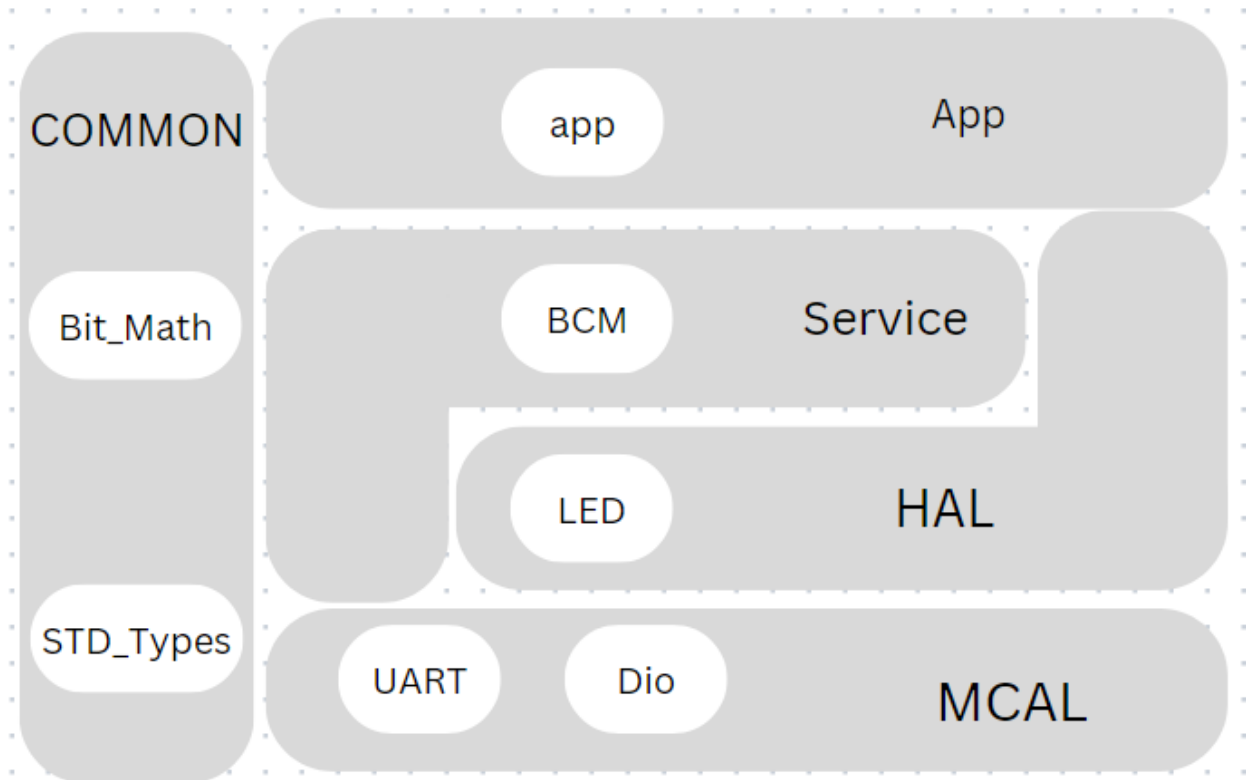 COMMON
Bit_Math
STD_Types
app
App
BCM
Service
LED
HAL
UART
Dio
MCAL